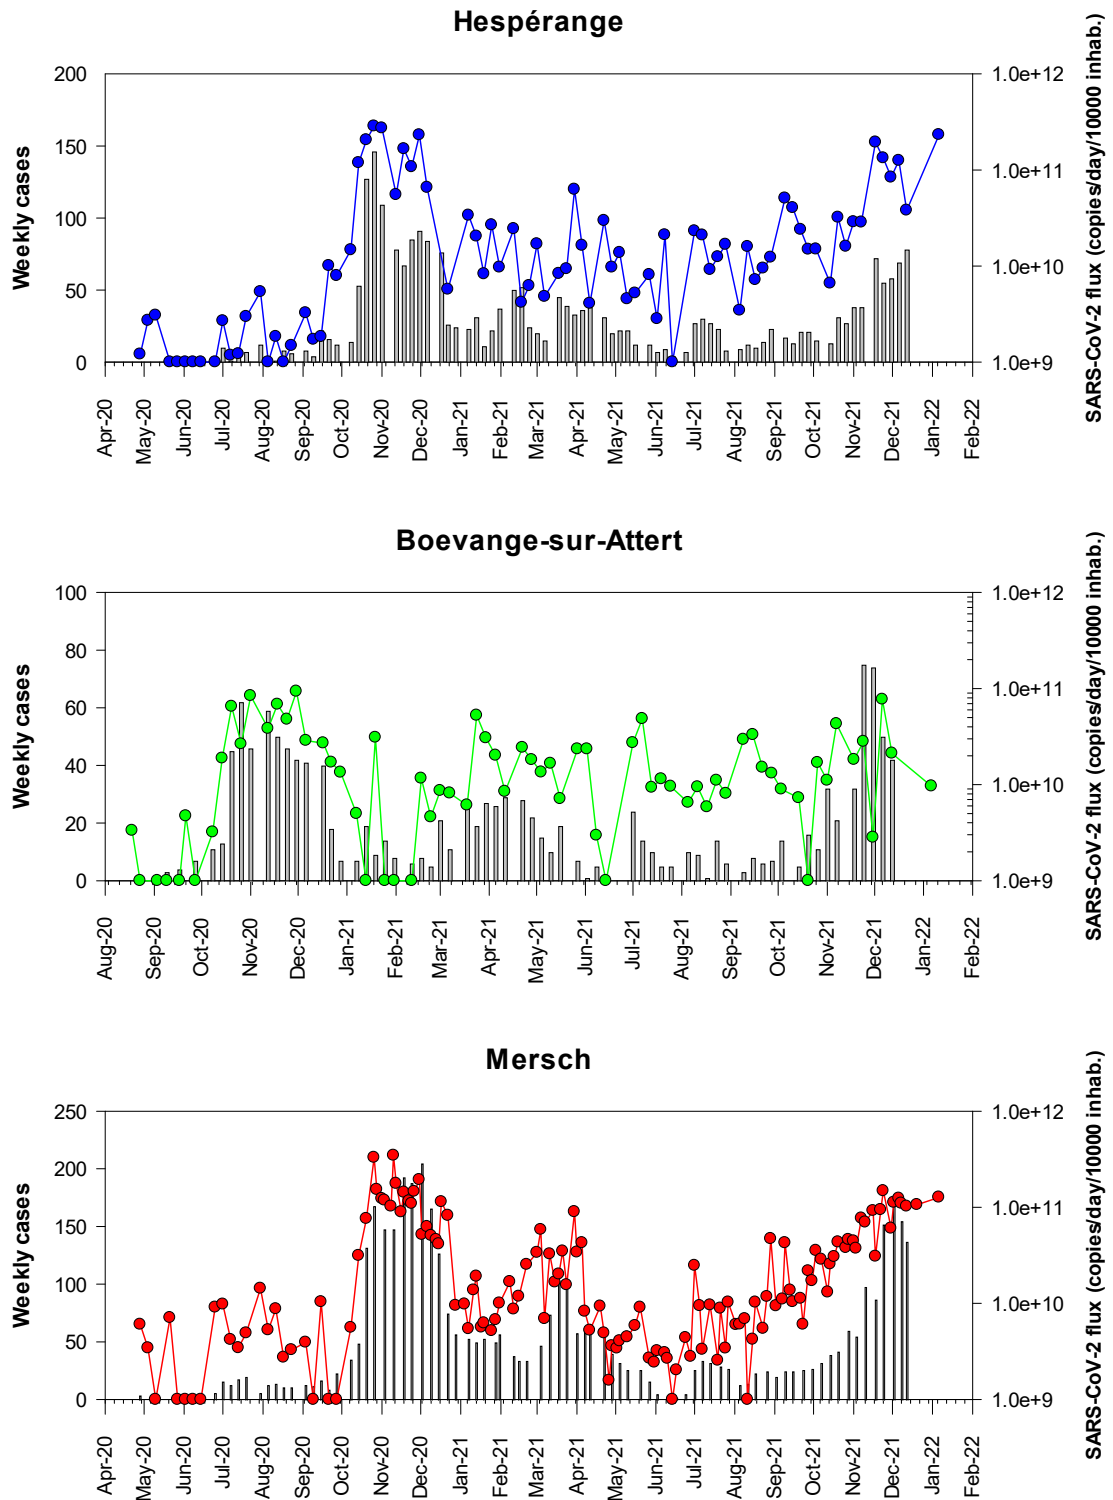 Hespérange
Weekly cases
200
150
100
50
0
1.0e+12
1.0e+11
1.0e+10
1.0e+9
SARS-CoV-2 flux (copies/day/10000 inhab.)
Apr-20
May-20
Jun-20
Jul-20
Aug-20
Sep-20
Oct-20
Nov-20
Dec-20
Jan-21
Feb-21
Mar-21
Apr-21
May-21
Jun-21
Jul-21
Aug-21
Sep-21
Oct-21
Nov-21
Dec-21
Jan-22
Feb-22
Boevange-sur-Attert
Weekly cases
100
80
60
40
20
0
1.0e+12
1.0e+11
1.0e+10
1.0e+9
SARS-CoV-2 flux (copies/day/10000 inhab.)
Aug-20
Sep-20
Oct-20
Nov-20
Dec-20
Jan-21
Feb-21
Mar-21
Apr-21
May-21
Jun-21
Jul-21
Aug-21
Sep-21
Oct-21
Nov-21
Dec-21
Jan-22
Feb-22
Mersch
Weekly cases
250
200
150
100
50
0
1.0e+12
1.0e+11
1.0e+10
1.0e+9
SARS-CoV-2 flux (copies/day/10000 inhab.)
Apr-20
May-20
Jun-20
Jul-20
Aug-20
Sep-20
Oct-20
Nov-20
Dec-20
Jan-21
Feb-21
Mar-21
Apr-21
May-21
Jun-21
Jul-21
Aug-21
Sep-21
Oct-21
Nov-21
Dec-21
Jan-22
Feb-22